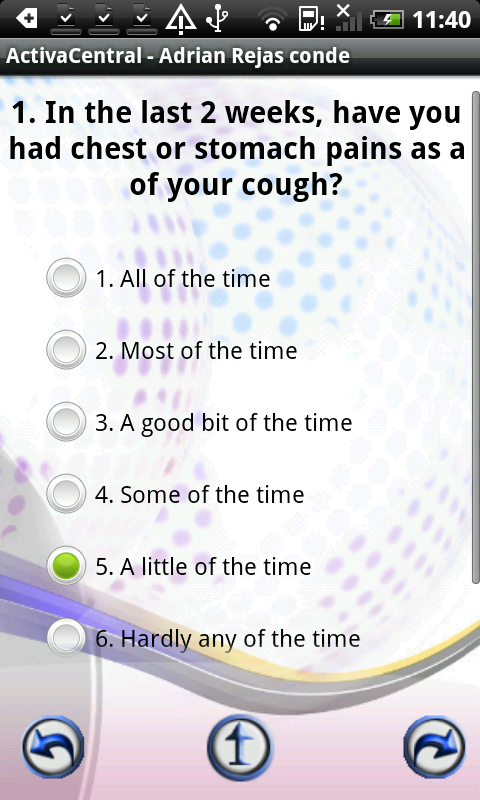 11:40
ActivaCentral - Adrian Rejas conde
1. In the last 2 weeks, have you
had chest or stomach pains as a
of your cough?
1. All of the time
2. Most of the time
3. A good bit of the time
4. Some of the time
5. A little of the time
6. Hardly any of the time